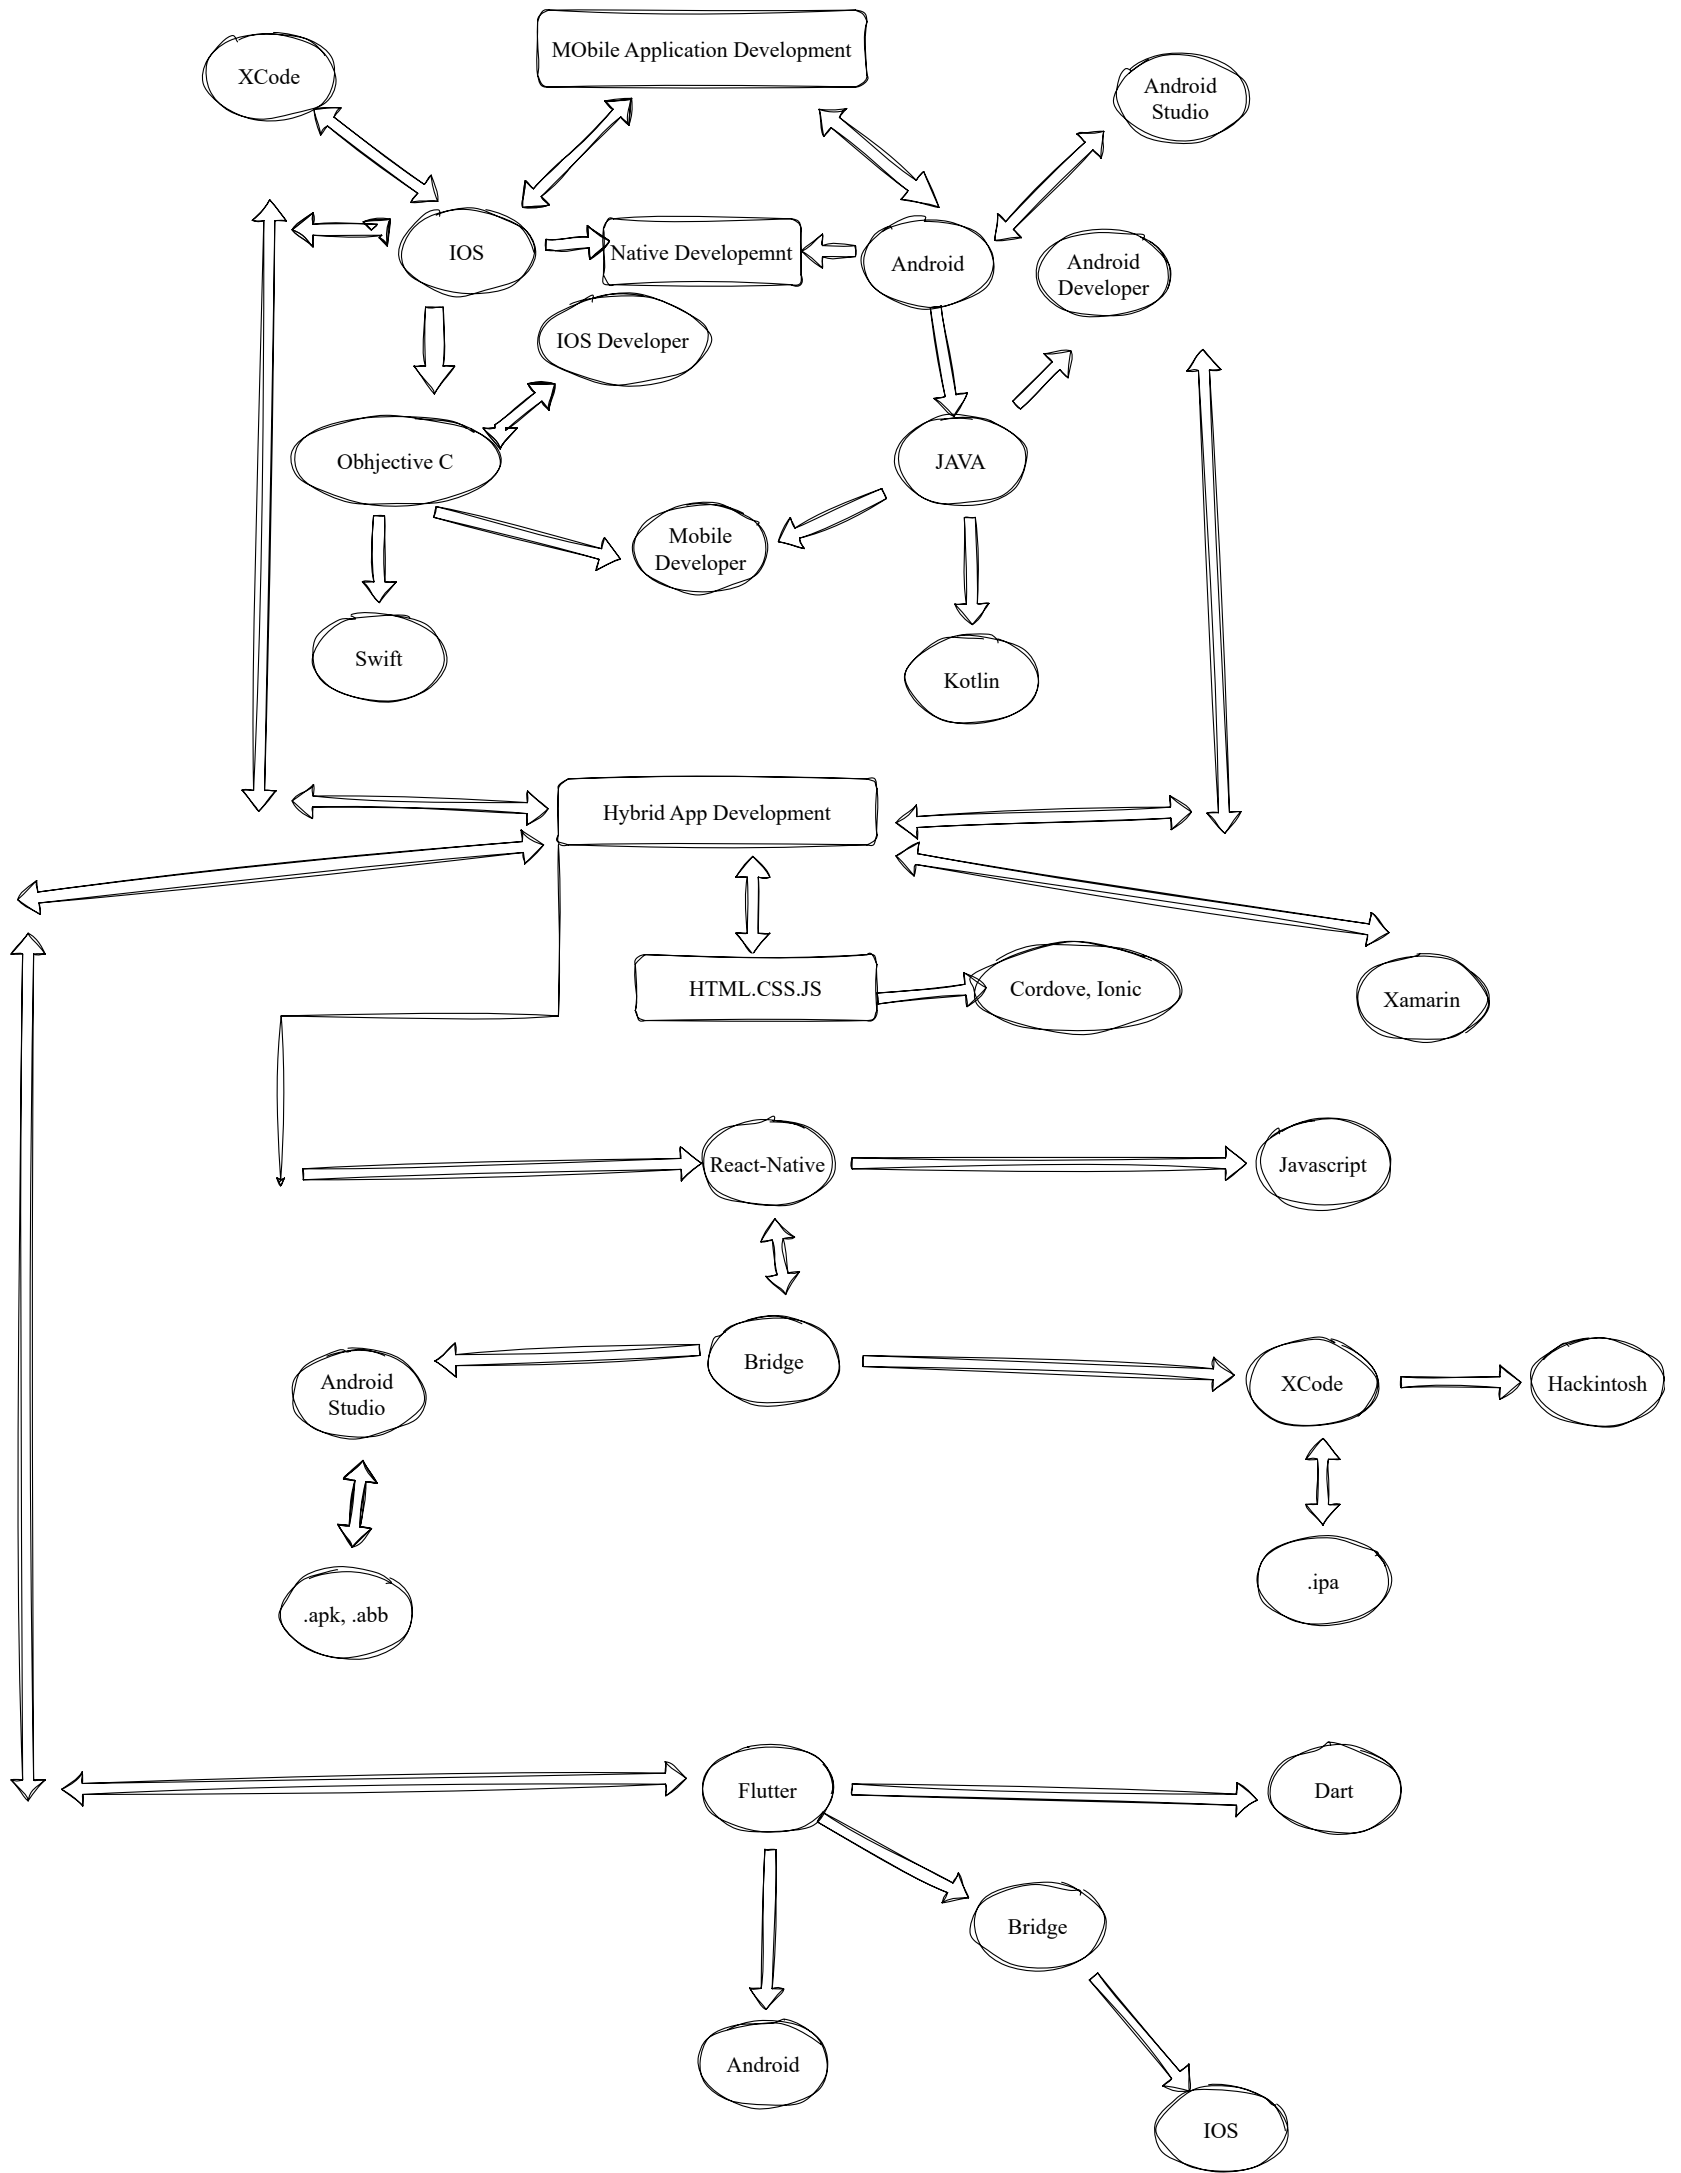 MObile Application Development
XCode
Android
Studio
IOS
Native Developemnt
Android
Android
Developer
IOS Developer
Obhjective C
JAVA
Mobile
Developer
Swift
Kotlin
Hybrid App Development
HTML.CSS.JS
Cordove, Ionic
Xamarin
React-Native
Javascript
Bridge
Android
Studio
XCode
Hackintosh
.ipa
.apk, .abb
Flutter
Dart
Bridge
Android
IOS